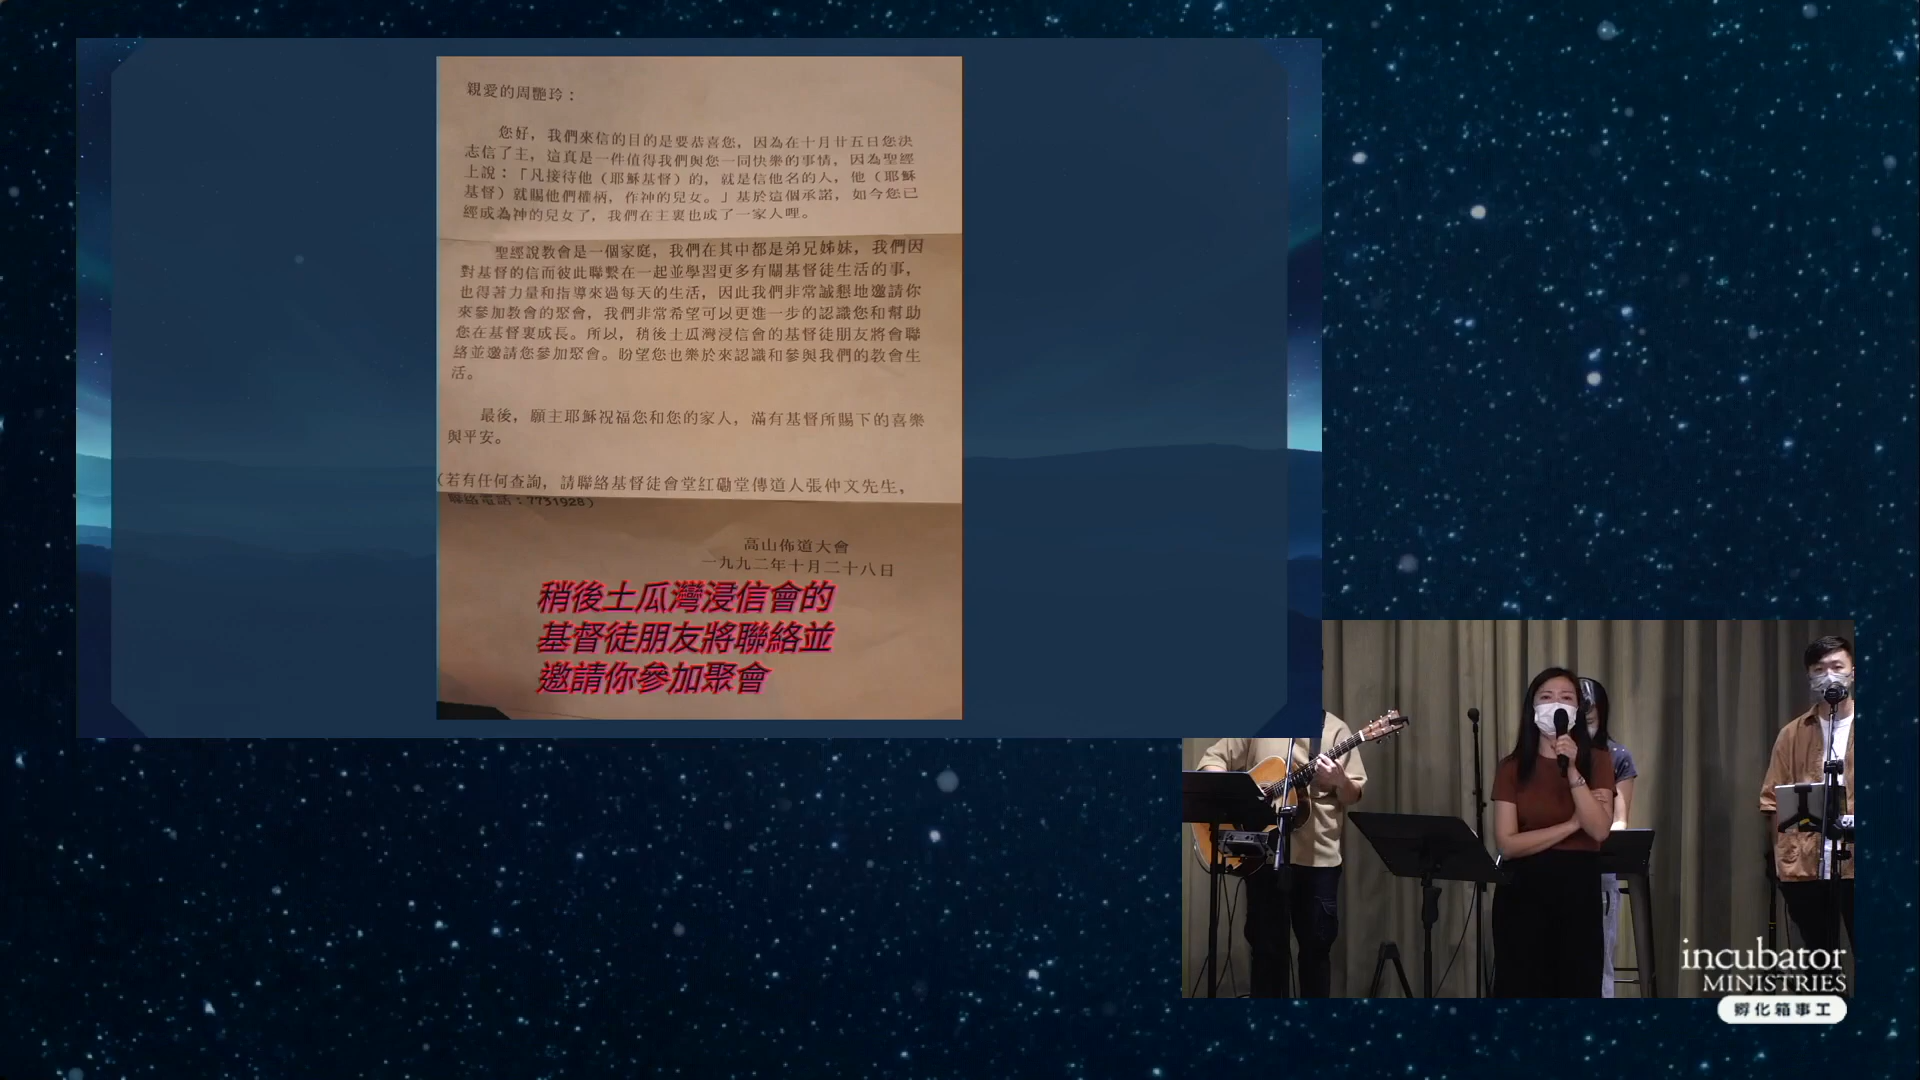 親愛的周艷玲：
您好，我們來信的目的是要恭喜您，因為在十月廿五日您決
志信了主，這真是一件值得我們與您一同快樂的事情，因為聖經
上說：「凡接待他（耶穌基督）的，就是信他名的人，他（耶穌
基督）就賜他們權柄，作神的兒女。」基於這個承諾，如今您已
經成為神的兒女了，我們在主裏也成了一家人哩。
聖經說教會是一個家庭，我們在其中都是弟兄姊妹，我們因
對基督的信而彼此聯繫在一起並學習更多有關基督徒生活的事，
也得著力量和指導來過每天的生活，因此我們非常誠懇地邀請你
來參加教會的聚會，我們非常希望可以更進一步的認識您和幫助
您在基督裏成長。所以，稍後土瓜灣浸信會的基督徒朋友將會聯
絡並邀請您參加聚會。盼望您也樂於來認識和參與我們的教會生
活。
最後，願主耶穌祝福您和您的家人，滿有基督所賜下的喜樂
與平安。
（若有任何查詢，請聯絡基督徒會堂紅磡堂傳道人張仲文先生，
聯絡電話：7731928）
高山佈道大會
一九九二年十月二十八日
稍後土瓜灣浸信會的
基督徒朋友將聯絡並
邀請你參加聚會
incubator
MINISTRIES
孵化箱事工